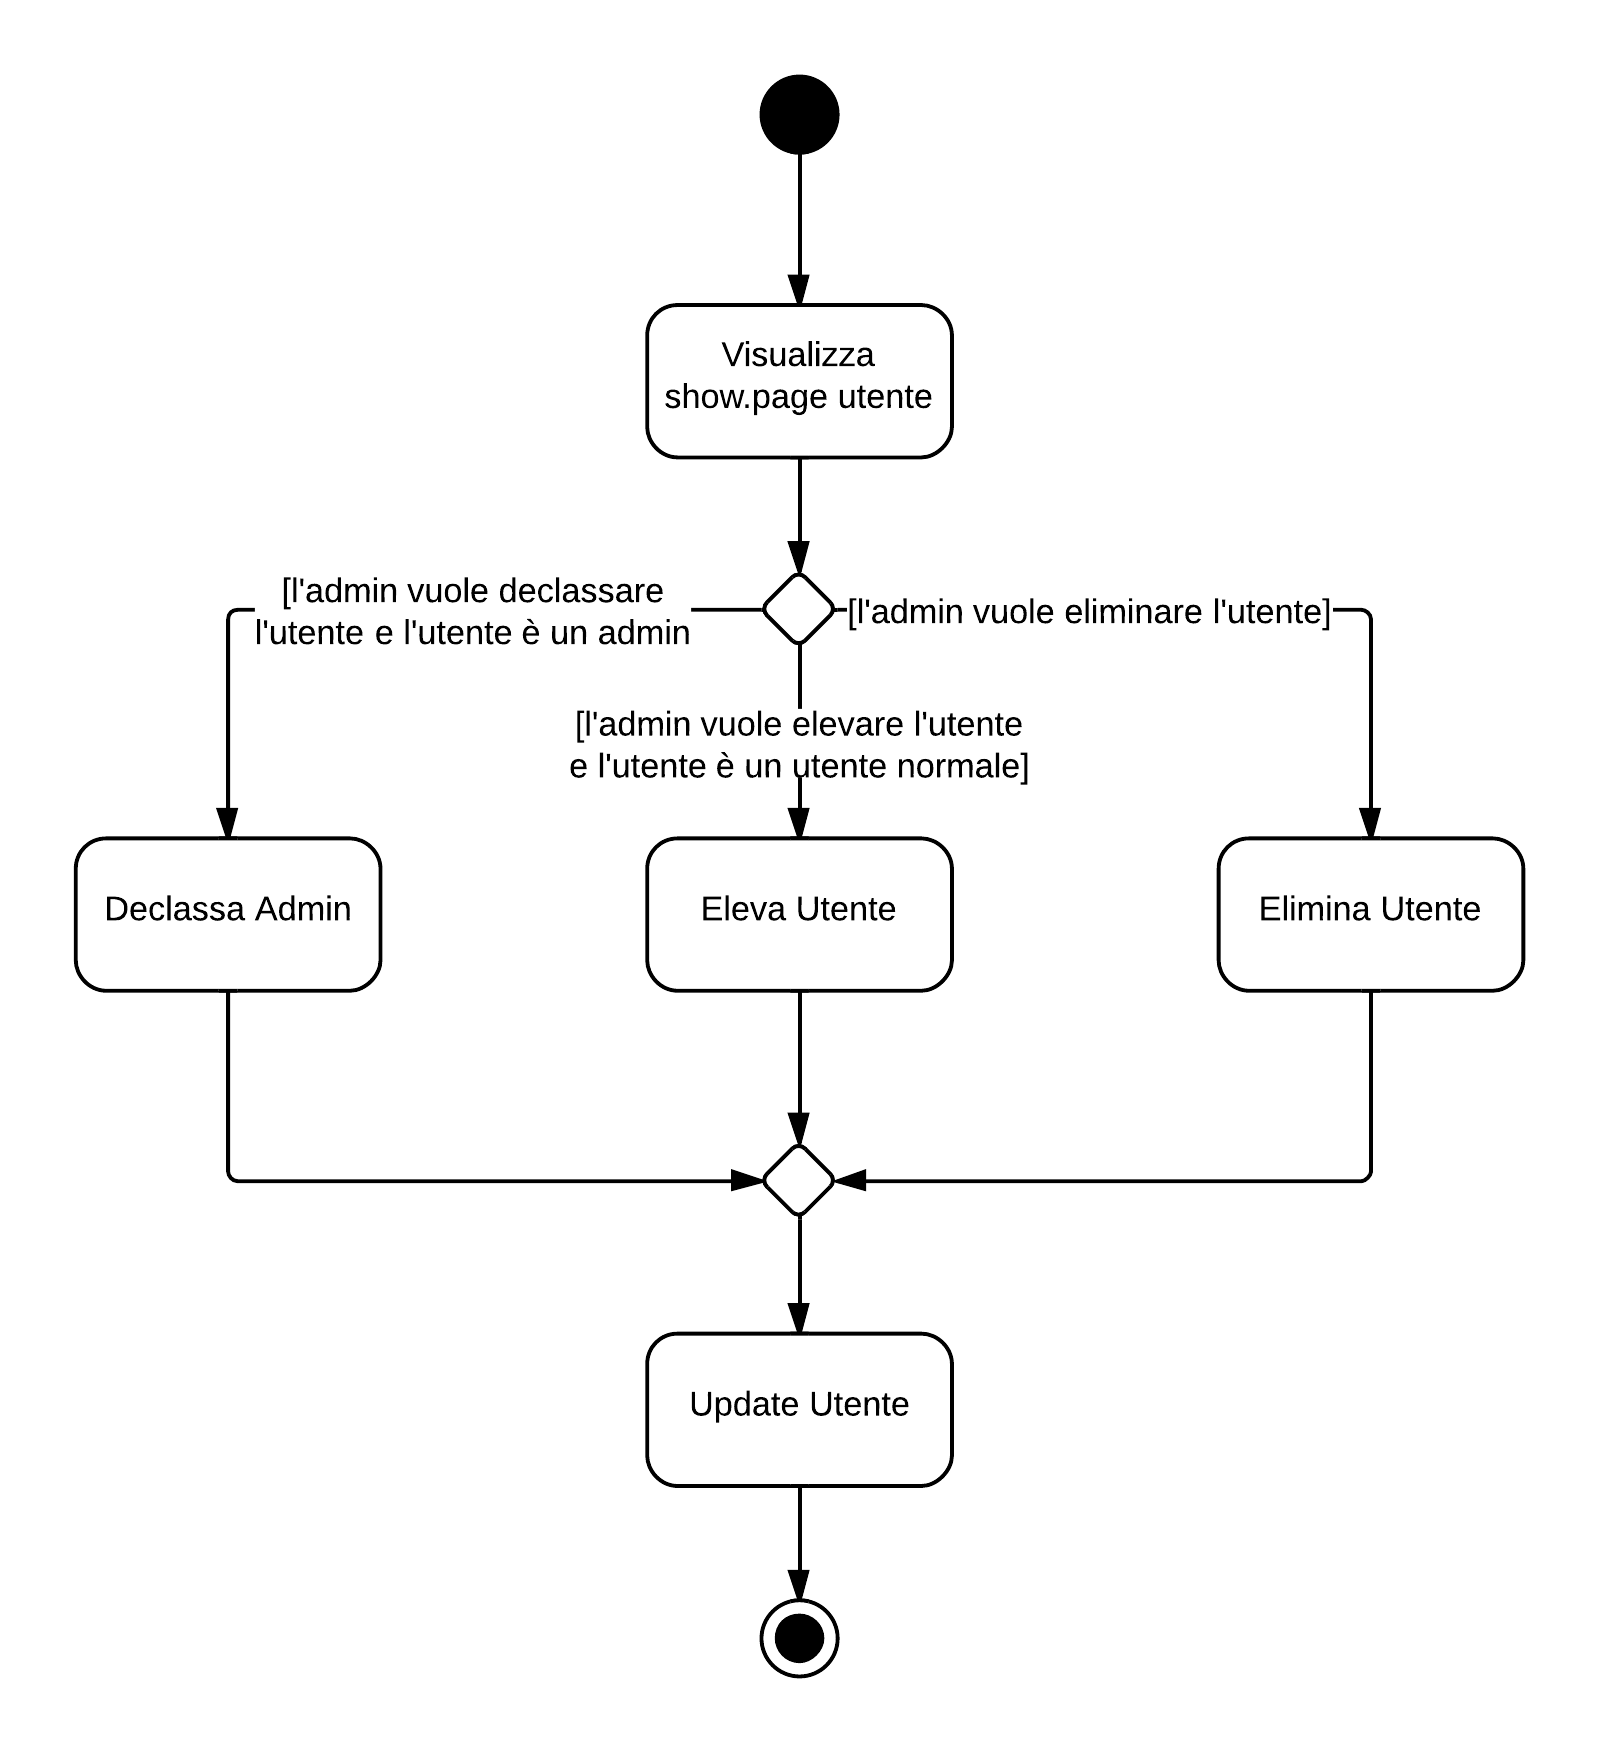 Visualizza
show.page utente
[l'admin vuole declassare
l'utente e l'utente è un admin
[l'admin vuole eliminare l'utente]
[l'admin vuole elevare l'utente
e l'utente è un utente normale]
Declassa Admin
Eleva Utente
Elimina Utente
Update Utente